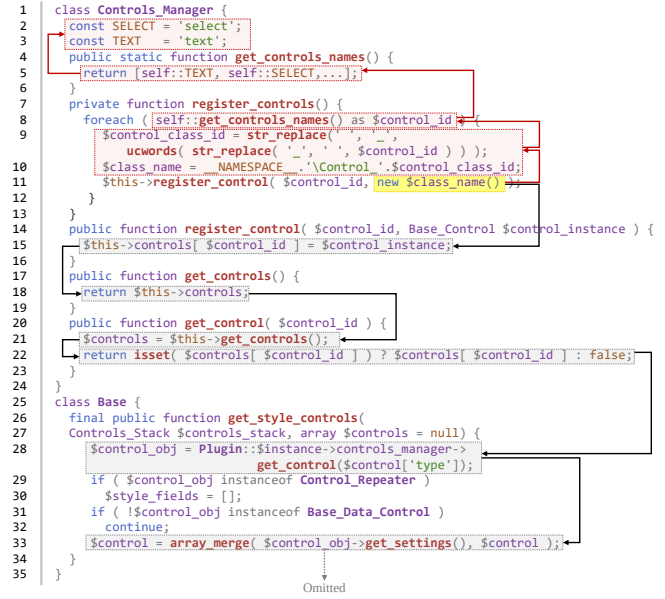 1 class Controls_Manager {
2 const SELECT = 'select';
3 const TEXT = 'text';
4 public static function get_controls_names() {
5 return [self::TEXT, self::SELECT,...];
6 }
7 private function register_controls() {
8 foreach ( self::get_controls_names() as $control_id ) {
9 $control_class_id = str_replace(' ', '_',
ucwords( str_replace( '_', ' ', $control_id ) ) );
10 $class_name = __NAMESPACE__.'\Control_'.$control_class_id;
11 $this->register_control( $control_id, new $class_name() );
12 }
13 }
14 public function register_control( $control_id, Base_Control $control_instance ) {
15 $this->controls[ $control_id ] = $control_instance;
16 }
17 public function get_controls() {
18 return $this->controls;
19 }
20 public function get_control( $control_id ) {
21 $controls = $this->get_controls();
22 return isset( $controls[ $control_id ] ) ? $controls[ $control_id ] : false;
23 }
24 }
25 class Base {
26 final public function get_style_controls(
27 Controls_Stack $controls_stack, array $controls = null) {
28 $control_obj = Plugin::$instance->controls_manager->
get_control($control['type']);
29 if ( $control_obj instanceof Control_Repeater )
30 $style_fields = [];
31 if ( !$control_obj instanceof Base_Data_Control )
32 continue;
33 $control = array_merge( $control_obj->get_settings(), $control );
34 }
35 }
Omitted